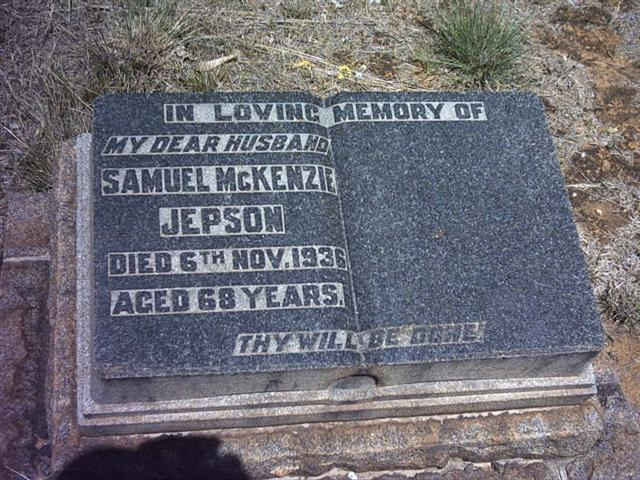 IN LOVING MEMORY OF
MY DEAR HUSBAND
SAMUEL McKENZIE
JEPSON
DIED 6TH NOV. 1936
AGED 68 YEARS.
THY WILL BE DONE